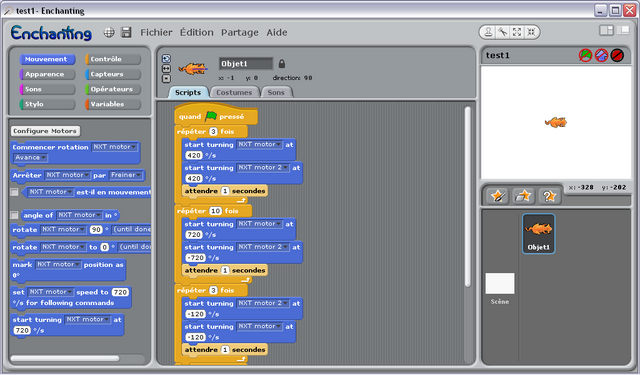 test1- Enchanting
Enchanting
Fichier Édition Partage Aide
Mouvement
Contrôle
Apparence
Capteurs
Sons
Opérateurs
Stylo
Variables
Configure Motors
Commencer rotation NXT motor
Avance
Arrêter NXT motor par Freiner
NXT motor est-il en mouvement
angle of NXT motor in °
rotate NXT motor 90 ° (until done
rotate NXT motor to 0 ° (until done
mark NXT motor position as
0°
set NXT motor speed to 720
°/s for following commands
start turning NXT motor at
720 °/s
Objet1
x: -1 y: 0 direction: 90
Scripts Costumes Sons
quand pressé
répéter 3 fois
start turning NXT motor at
420 °/s
start turning NXT motor 2 at
420 °/s
attendre 1 secondes
répéter 10 fois
start turning NXT motor at
720 °/s
start turning NXT motor 2 at
-720 °/s
attendre 1 secondes
répéter 3 fois
start turning NXT motor 2 at
-120 °/s
start turning NXT motor at
-120 °/s
attendre 1 secondes
test1
x: -328 y: -202
Objet1
Scène